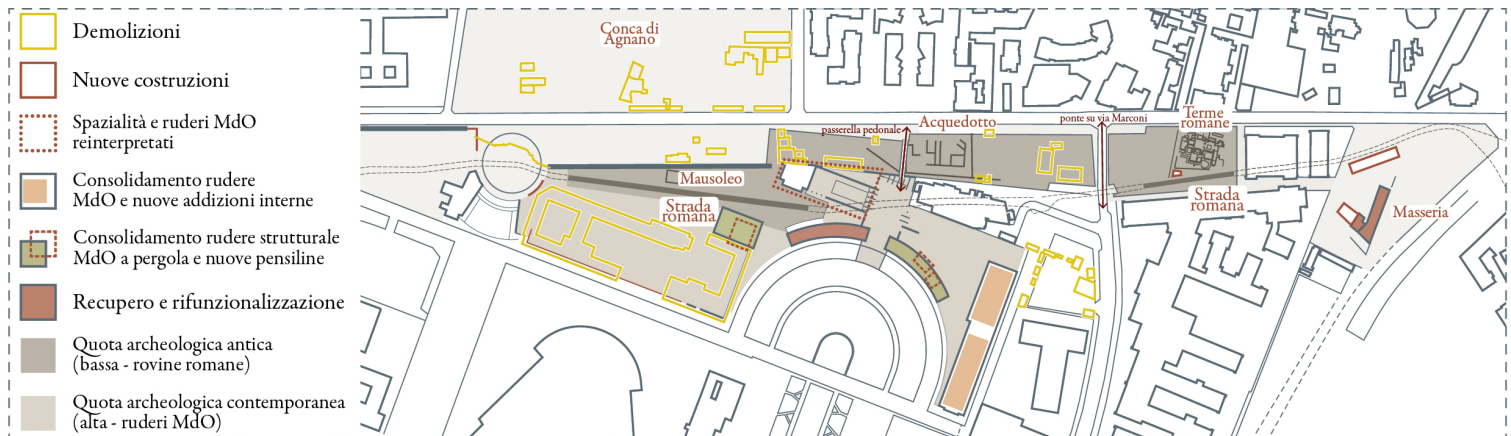 Demolizioni
Nuove costruzioni
Spazialità e ruderi MdO
reinterpretati
Consolidamento rudere
MdO e nuove addizioni interne
Consolidamento rudere strutturale
MdO a pergola e nuove pensiline
Recupero e rifunzionalizzazione
Quota archeologica antica
(bassa - rovine romane)
Quota archeologica contemporanea
(alta - ruderi MdO)
Conca di
Agnano
passerella pedonale
Acquedotto
ponte su via Marconi
Terme
romane
Mausoleo
Strada
romana
Strada
romana
Masseria